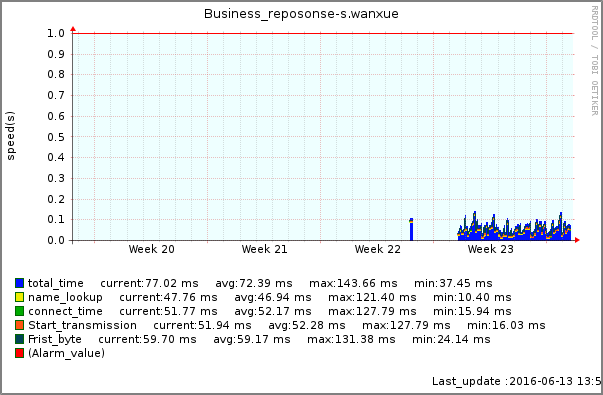 Business_reposonse-s.wanxue
RRDTOOL / TOBI OETIKER
speed(s)
1.0
0.9
0.8
0.7
0.6
0.5
0.4
0.3
0.2
0.1
0.0
Week 20 Week 21 Week 22 Week 23
total_time current:77.02 ms avg:72.39 ms max:143.66 ms min:37.45 ms
name_lookup current:47.76 ms avg:46.94 ms max:121.40 ms min:10.40 ms
connect_time current:51.77 ms avg:52.17 ms max:127.79 ms min:15.94 ms
Start_transmission current:51.94 ms avg:52.28 ms max:127.79 ms min:16.03 ms
Frist_byte current:59.70 ms avg:59.17 ms max:131.38 ms min:24.14 ms
(Alarm_value)
Last_update :2016-06-13 13:5